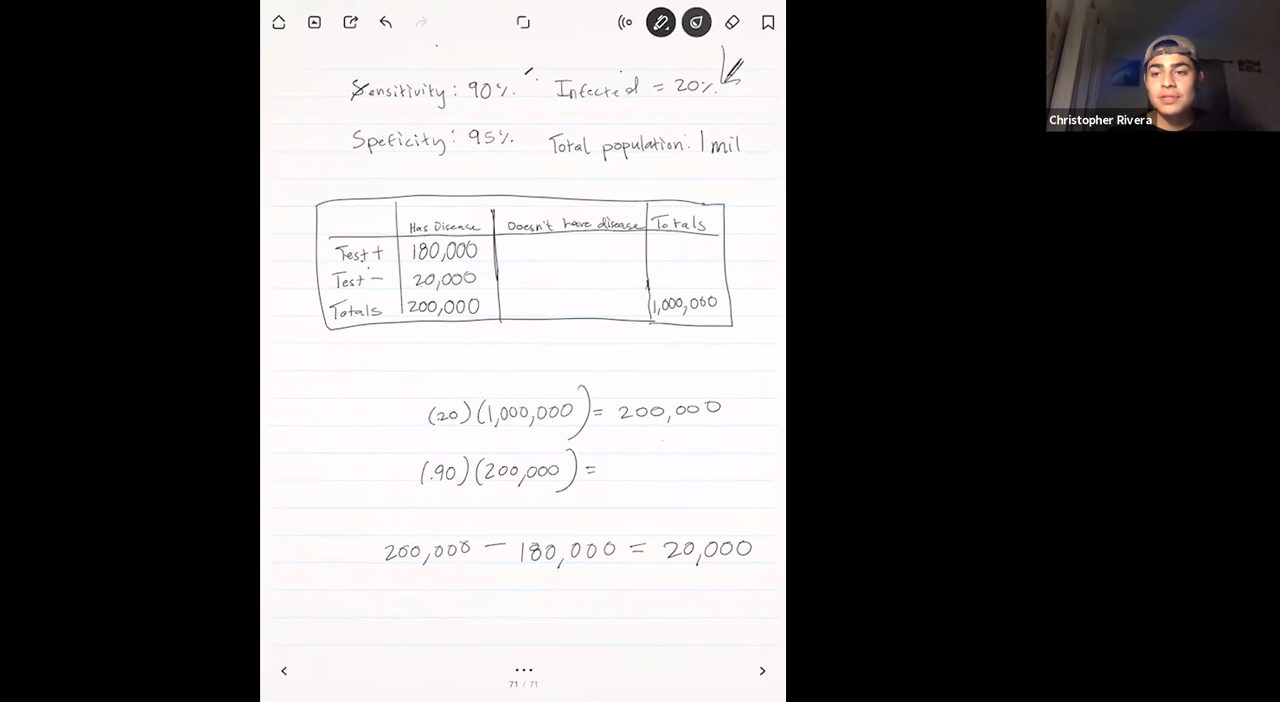 Christopher Rivera
Sensitivity: 90%. Infected = 20%.
Speficity: 95%. Total population: 1 mil
Has Disease Doesn't have disease Totals
Test + 180,000
Test - 20,000
Totals 200,000 1,000,000
(20)(1,000,000) = 200,000
(.90)(200,000) =
200,000 - 180,000 = 20,000
71 / 71